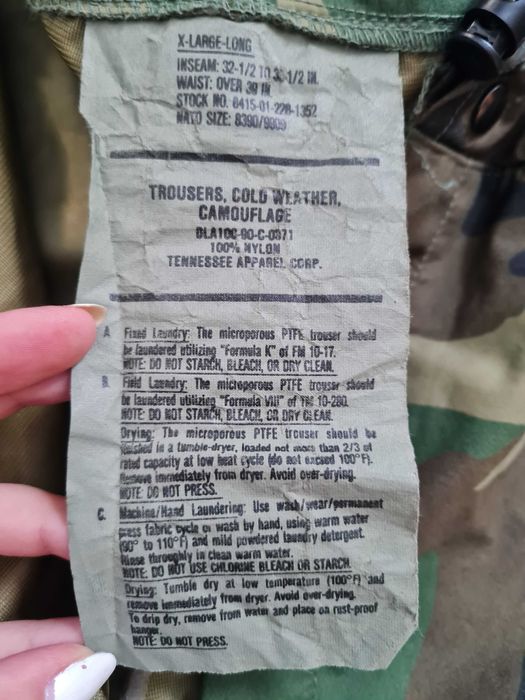 X-LARGE-LONG
INSEAM: 32-1/2 TO 35-1/2 IN.
WAIST: OVER 39 IN.
STOCK NO. 8415-01-228-1352
NATO SIZE: 8390/9909
TROUSERS, COLD WEATHER,
CAMOUFLAGE
DLA100-90-C-0371
100% NYLON
TENNESSEE APPAREL CORP.
A. Fixed Laundry: The microporous PTFE trouser should
be laundered utilizing "Formula K" of FM 10-17.
NOTE: DO NOT STARCH, BLEACH, OR DRY CLEAN.
B. Field Laundry: The microporous PTFE trouser should
be laundered utilizing "Formula VIII" of TM 10-280.
NOTE: DO NOT STARCH, BLEACH, OR DRY CLEAN.
Drying: The microporous PTFE trouser should be
finished in a tumble-dryer, loaded not more than 2/3 of
rated capacity at low heat cycle (do not exceed 100°F).
Remove immediately from dryer. Avoid over-drying.
NOTE: DO NOT PRESS.
C. Machine/Hand Laundering: Use wash/wear/permanent
press fabric cycle or wash by hand, using warm water
(90° to 110°F) and mild powdered laundry detergent.
Rinse thoroughly in clean warm water.
NOTE: DO NOT USE CHLORINE BLEACH OR STARCH.
Drying: Tumble dry at low temperature (100°F) and
remove immediately from dryer. Avoid over-drying.
To drip dry, remove from water and place on rust-proof
hanger.
NOTE: DO NOT PRESS.